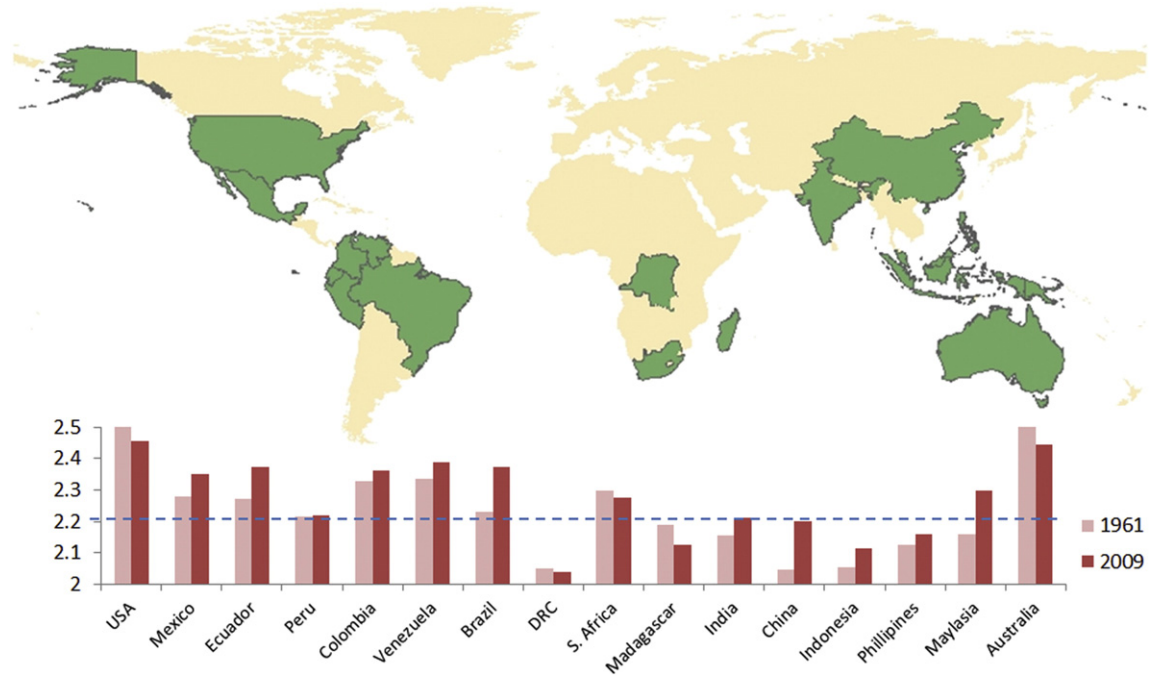 2.5
2.4
2.3
2.2
2.1
2
1961
2009
USA
Mexico
Ecuador
Peru
Colombia
Venezuela
Brazil
DRC
S. Africa
Madagascar
India
China
Indonesia
Phillipines
Maylasia
Australia